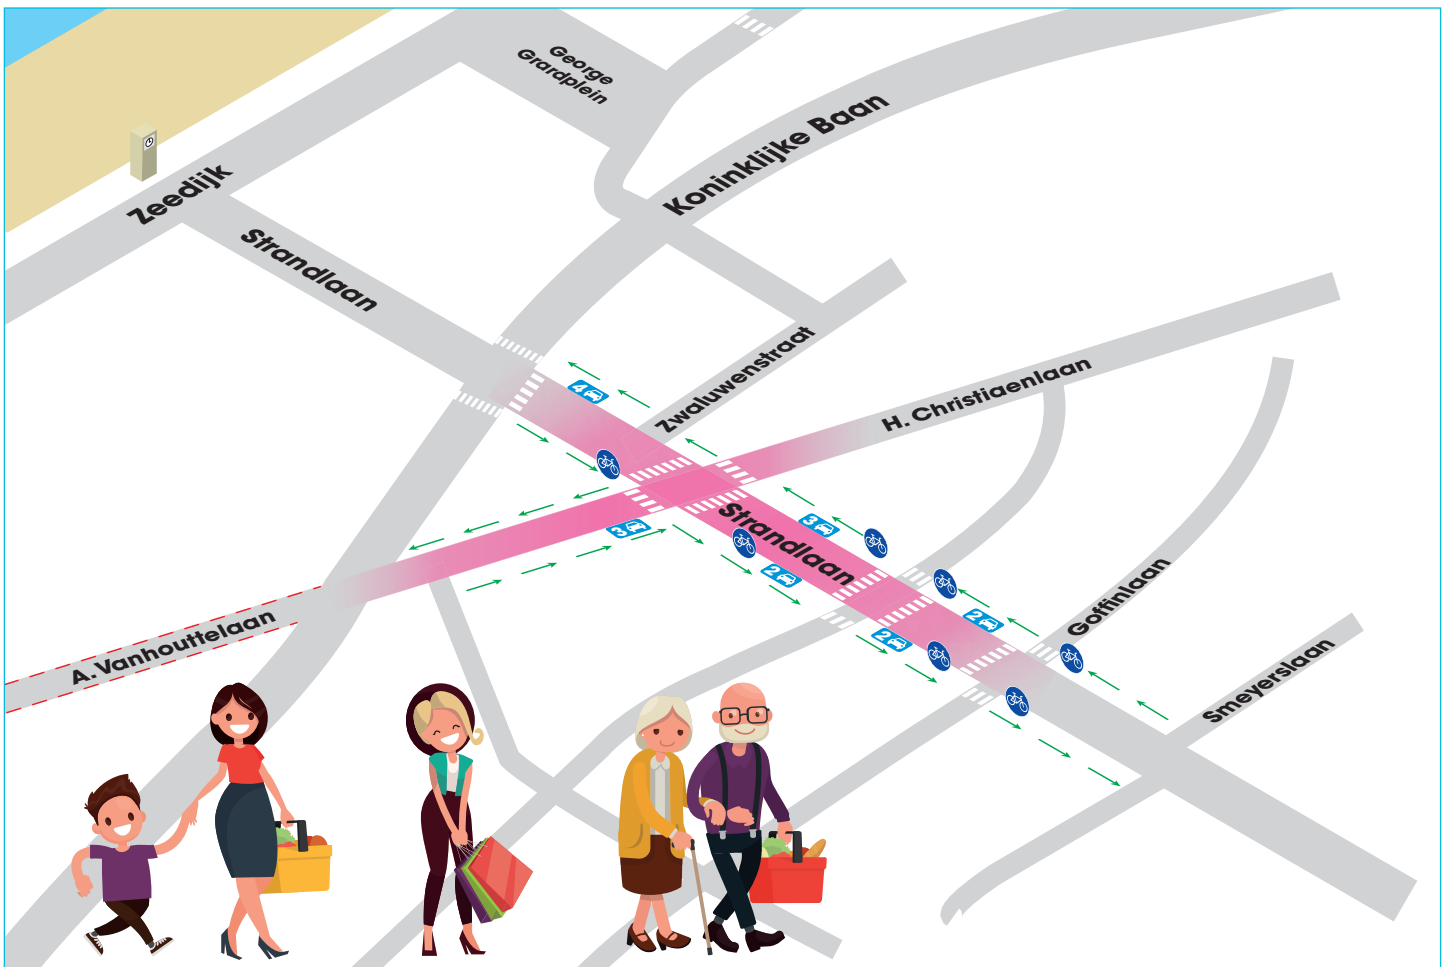 George
Grardplein
Koninklijke Baan
Zeedijk
Strandlaan
Zwaluwenstraat
H. Christiaenlaan
4
3
3
Strandlaan
2
2
2
Goffinlaan
A. Vanhouttelaan
Smeyerslaan